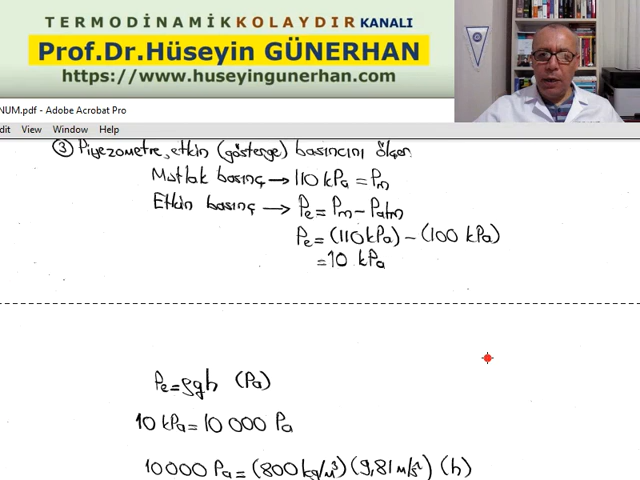 TERMODİNAMİKKOLAYDIR KANALI
Prof.Dr.Hüseyin GÜNERHAN
https://www.huseyingunerhan.com
NUM.pdf - Adobe Acrobat Pro
dit View Window Help
③ Piyezometre, etkin (gösterge) basıncını ölçer
Mutlak basınç → 110 kPa = Pm
Etkin basınç → Pe = Pm - Patm
Pe = (110 kPa) - (100 kPa)
= 10 kPa
Pe = ρgh (Pa)
10 kPa = 10 000 Pa
10000 Pa = (800 kg/m³) (9,81 m/s²) (h)